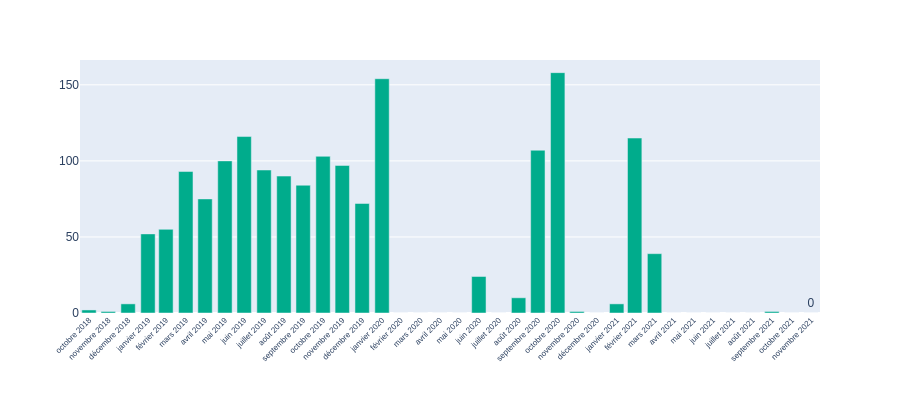 150
100
50
0
0
octobre 2018
novembre 2018
décembre 2018
janvier 2019
février 2019
mars 2019
avril 2019
mai 2019
juin 2019
juillet 2019
août 2019
septembre 2019
octobre 2019
novembre 2019
décembre 2019
janvier 2020
février 2020
mars 2020
avril 2020
mai 2020
juin 2020
juillet 2020
août 2020
septembre 2020
octobre 2020
novembre 2020
décembre 2020
janvier 2021
février 2021
mars 2021
avril 2021
mai 2021
juin 2021
juillet 2021
août 2021
septembre 2021
octobre 2021
novembre 2021